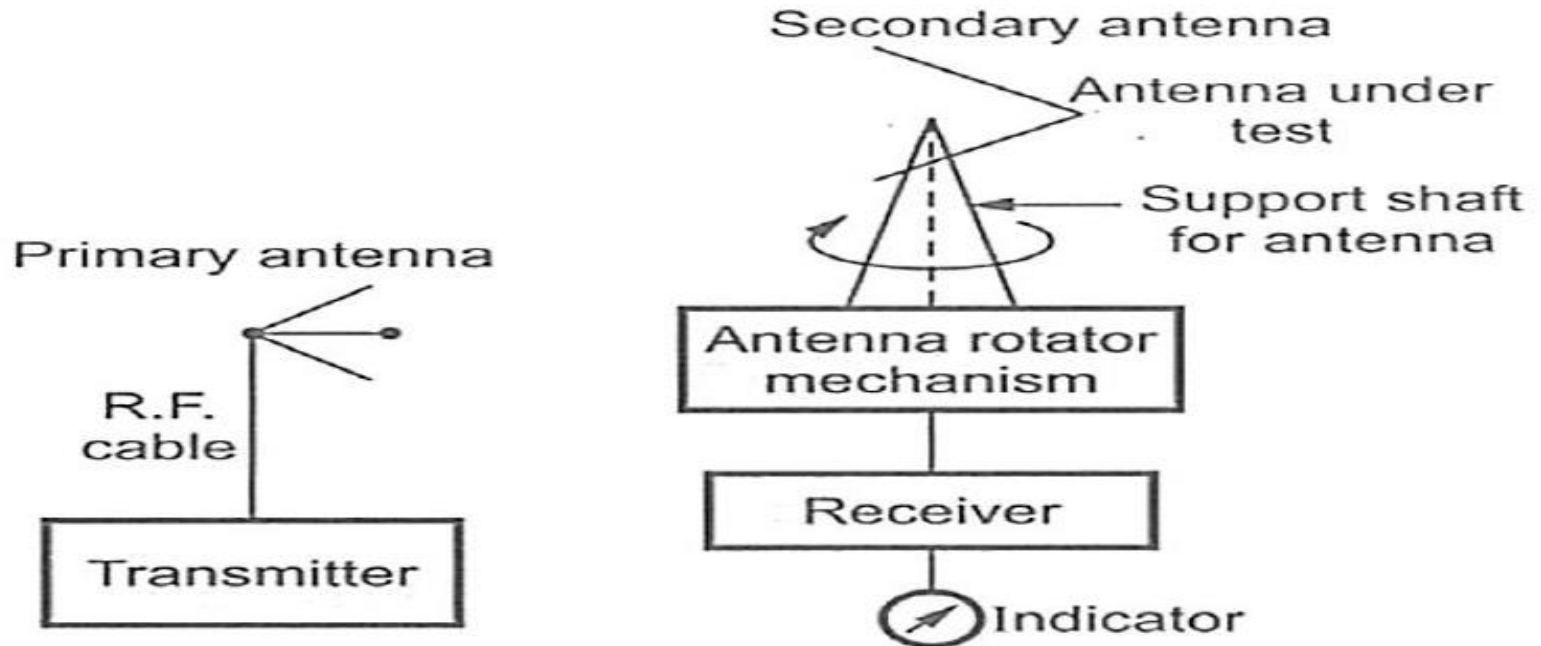 Secondary antenna
Antenna under
test
Support shaft
for antenna
Primary antenna
R.F.
cable
Transmitter
Antenna rotator
mechanism
Receiver
Indicator